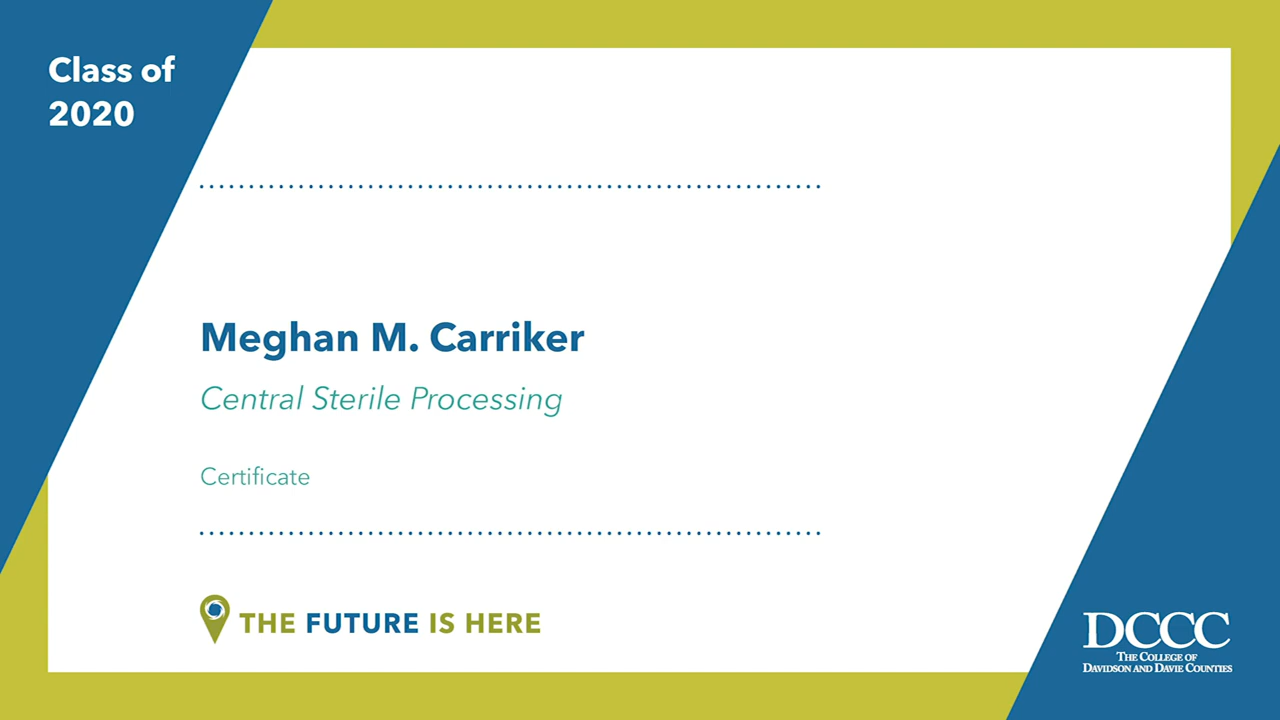 Class of
2020
Meghan M. Carriker
Central Sterile Processing
Certificate
THE FUTURE IS HERE
DCCC
THE COLLEGE OF
DAVIDSON AND DAVIE COUNTIES